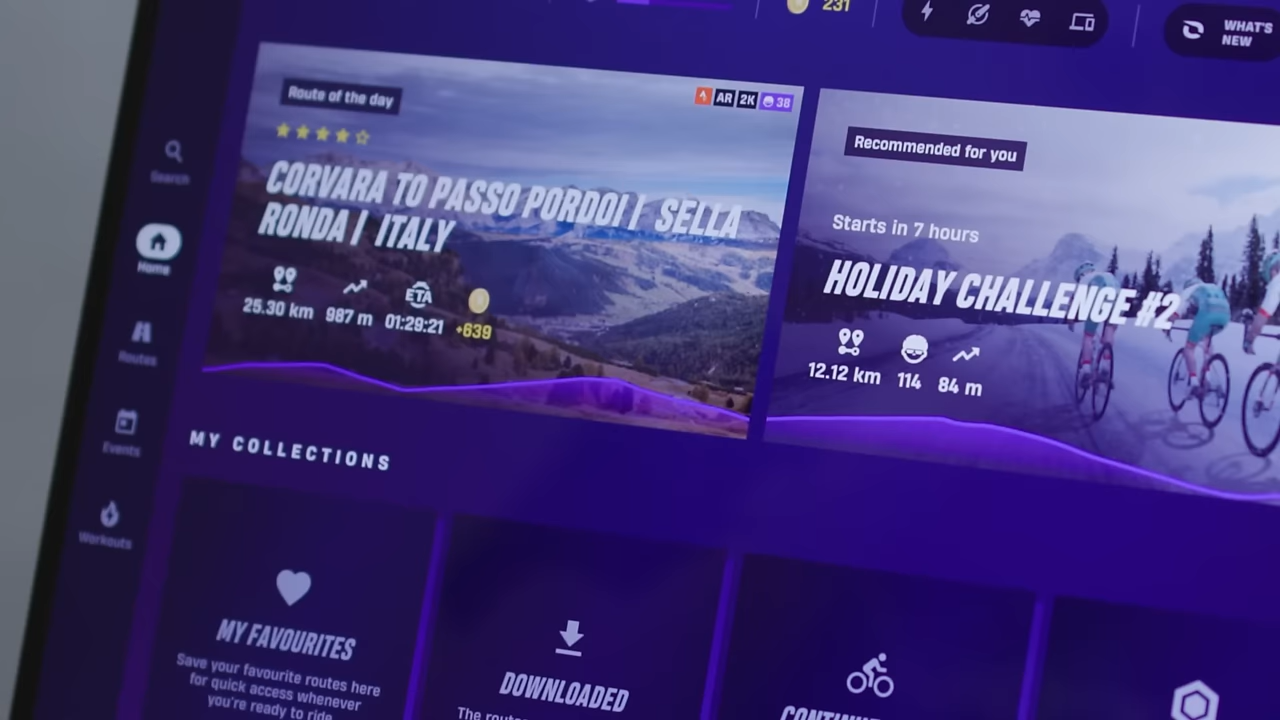 231
WHAT'S
NEW
Route of the day
AR 2K 38
CORVARA TO PASSO PORDOI | SELLA
RONDA | ITALY
25.30 km 987 m ETA 01:29:21 +639
Recommended for you
Starts in 7 hours
HOLIDAY CHALLENGE #2
12.12 km 114 84 m
Search
Home
Routes
Events
Workouts
MY COLLECTIONS
MY FAVOURITES
Save your favourite routes here
for quick access whenever
you're ready to ride
DOWNLOADED
The